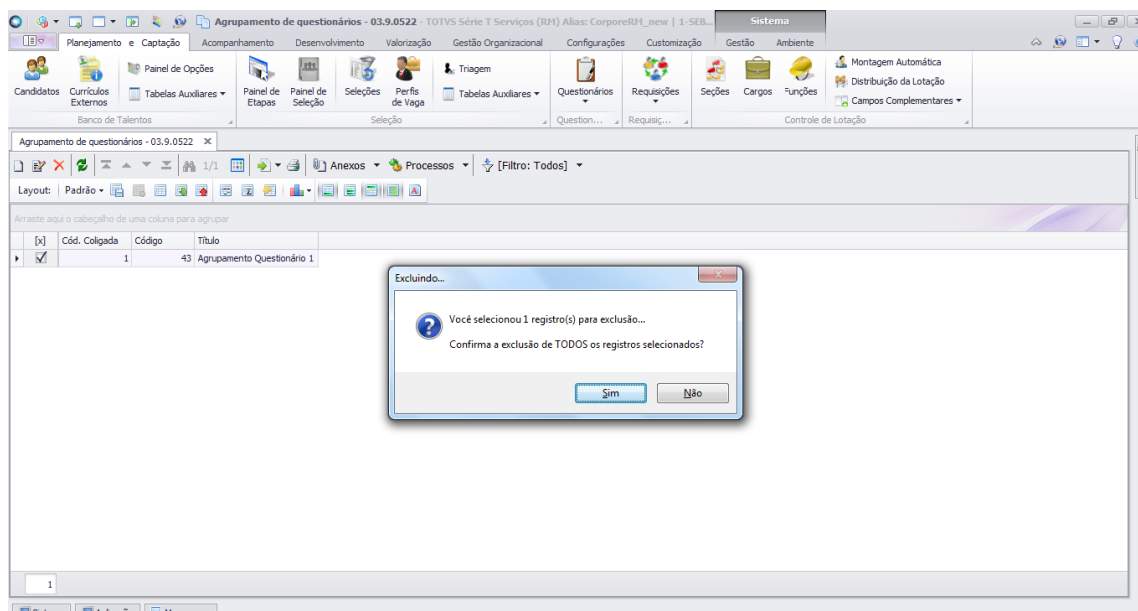 Agrupamento de questionários - 03.9.0522 - TOTVS Série T Serviços (RM) Alias: CorporeRM_new | 1-SEB...
Sistema
Planejamento e Captação Acompanhamento Desenvolvimento Valorização Gestão Organizacional Configurações Customização Gestão Ambiente
Candidatos
Currículos Externos
Painel de Opções
Tabelas Auxiliares
Painel de Etapas
Painel de Seleção
Seleções
Perfis de Vaga
Triagem
Tabelas Auxiliares
Questionários
Requisições
Seções
Cargos
Funções
Montagem Automática
Distribuição da Lotação
Campos Complementares
Banco de Talentos Seleção Question... Requisiç... Controle de Lotação
Agrupamento de questionários - 03.9.0522
1/1 Anexos Processos [Filtro: Todos]
Layout: Padrão
Arraste aqui o cabeçalho de uma coluna para agrupar
[x] Cód. Coligada Código Título
1 43 Agrupamento Questionário 1
Excluindo...
Você selecionou 1 registro(s) para exclusão...
Confirma a exclusão de TODOS os registros selecionados?
Sim Não
1